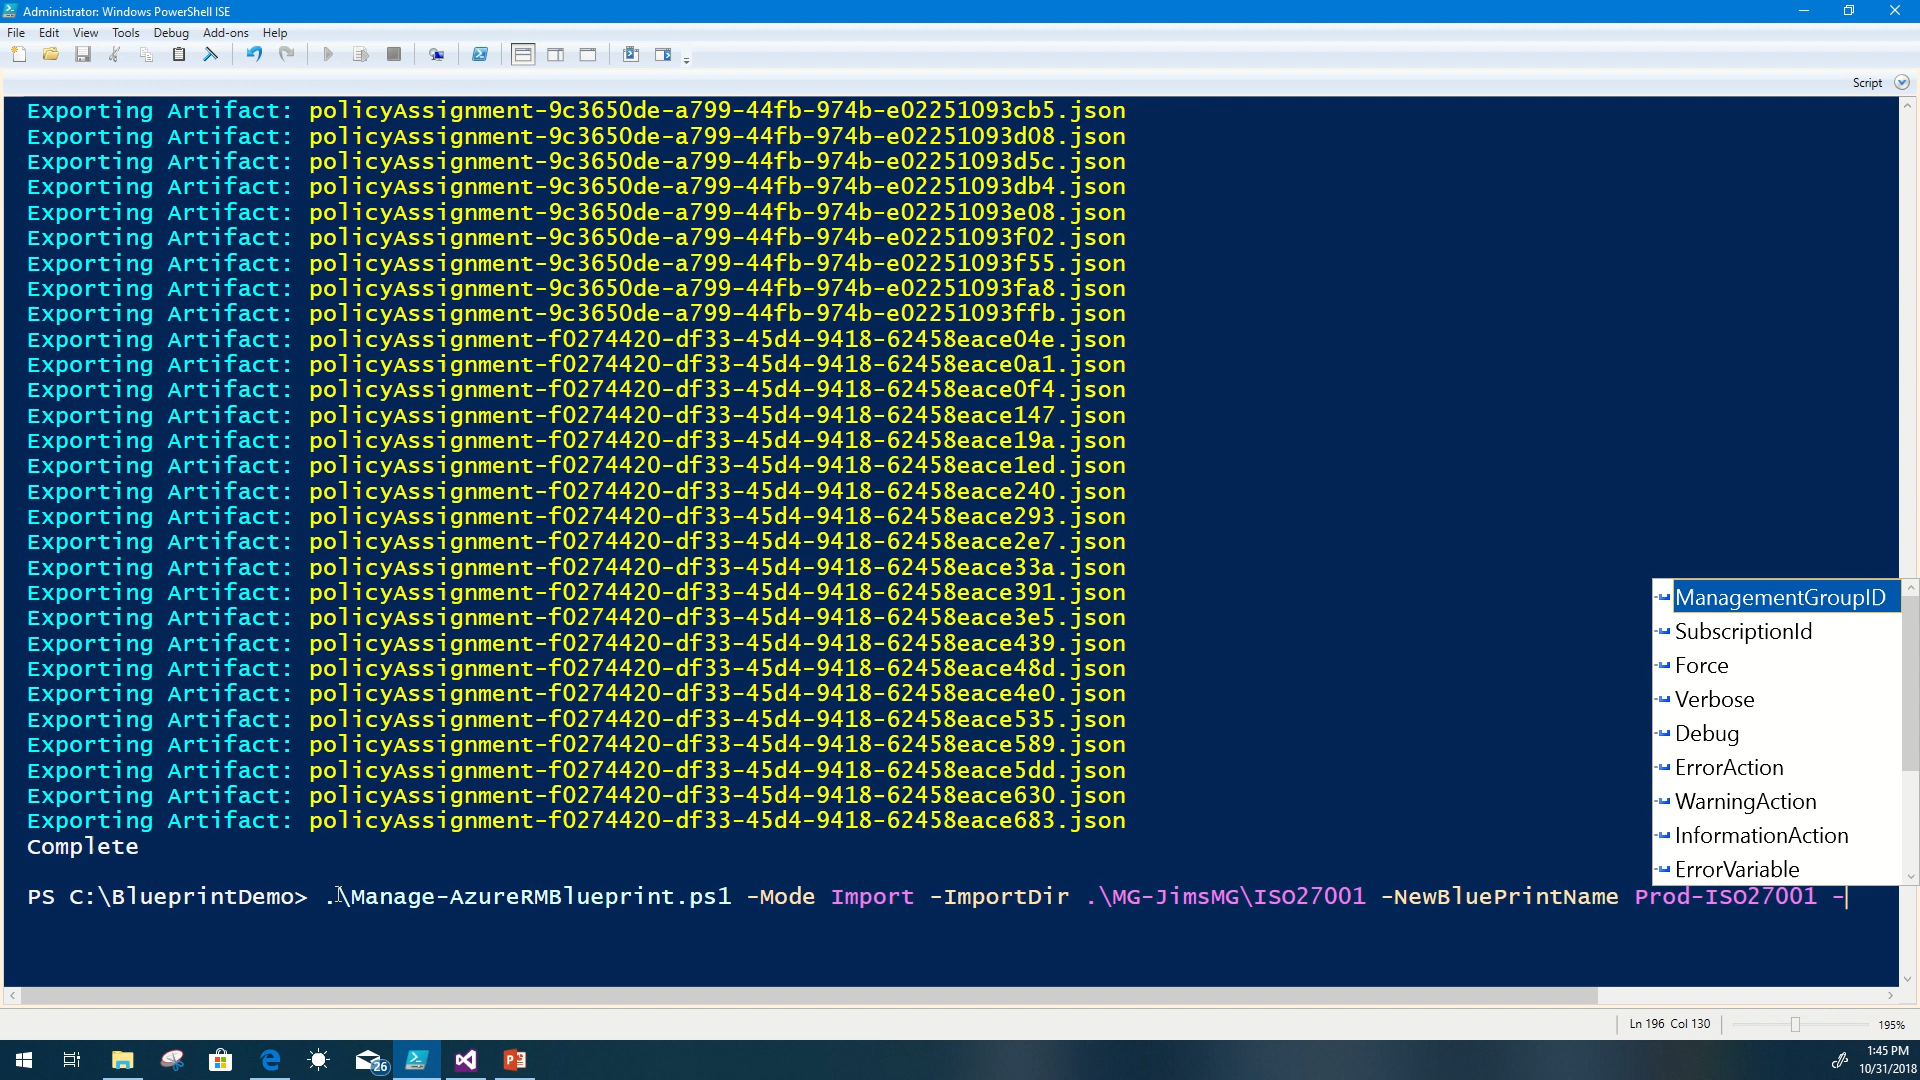 Administrator: Windows PowerShell ISE
File Edit View Tools Debug Add-ons Help
Script
Exporting Artifact: policyAssignment-9c3650de-a799-44fb-974b-e02251093cb5.json
Exporting Artifact: policyAssignment-9c3650de-a799-44fb-974b-e02251093d08.json
Exporting Artifact: policyAssignment-9c3650de-a799-44fb-974b-e02251093d5c.json
Exporting Artifact: policyAssignment-9c3650de-a799-44fb-974b-e02251093db4.json
Exporting Artifact: policyAssignment-9c3650de-a799-44fb-974b-e02251093e08.json
Exporting Artifact: policyAssignment-9c3650de-a799-44fb-974b-e02251093f02.json
Exporting Artifact: policyAssignment-9c3650de-a799-44fb-974b-e02251093f55.json
Exporting Artifact: policyAssignment-9c3650de-a799-44fb-974b-e02251093fa8.json
Exporting Artifact: policyAssignment-9c3650de-a799-44fb-974b-e02251093ffb.json
Exporting Artifact: policyAssignment-f0274420-df33-45d4-9418-62458eace04e.json
Exporting Artifact: policyAssignment-f0274420-df33-45d4-9418-62458eace0a1.json
Exporting Artifact: policyAssignment-f0274420-df33-45d4-9418-62458eace0f4.json
Exporting Artifact: policyAssignment-f0274420-df33-45d4-9418-62458eace147.json
Exporting Artifact: policyAssignment-f0274420-df33-45d4-9418-62458eace19a.json
Exporting Artifact: policyAssignment-f0274420-df33-45d4-9418-62458eace1ed.json
Exporting Artifact: policyAssignment-f0274420-df33-45d4-9418-62458eace240.json
Exporting Artifact: policyAssignment-f0274420-df33-45d4-9418-62458eace293.json
Exporting Artifact: policyAssignment-f0274420-df33-45d4-9418-62458eace2e7.json
Exporting Artifact: policyAssignment-f0274420-df33-45d4-9418-62458eace33a.json
Exporting Artifact: policyAssignment-f0274420-df33-45d4-9418-62458eace391.json
Exporting Artifact: policyAssignment-f0274420-df33-45d4-9418-62458eace3e5.json
Exporting Artifact: policyAssignment-f0274420-df33-45d4-9418-62458eace439.json
Exporting Artifact: policyAssignment-f0274420-df33-45d4-9418-62458eace48d.json
Exporting Artifact: policyAssignment-f0274420-df33-45d4-9418-62458eace4e0.json
Exporting Artifact: policyAssignment-f0274420-df33-45d4-9418-62458eace535.json
Exporting Artifact: policyAssignment-f0274420-df33-45d4-9418-62458eace589.json
Exporting Artifact: policyAssignment-f0274420-df33-45d4-9418-62458eace5dd.json
Exporting Artifact: policyAssignment-f0274420-df33-45d4-9418-62458eace630.json
Exporting Artifact: policyAssignment-f0274420-df33-45d4-9418-62458eace683.json
Complete
ManagementGroupID
SubscriptionId
Force
Verbose
Debug
ErrorAction
WarningAction
InformationAction
ErrorVariable
PS C:\BlueprintDemo> .\Manage-AzureRMBlueprint.ps1 -Mode Import -ImportDir .\MG-JimsMG\ISO27001 -NewBluePrintName Prod-ISO27001 -
Ln 196 Col 130
195%
26
1:45 PM
10/31/2018